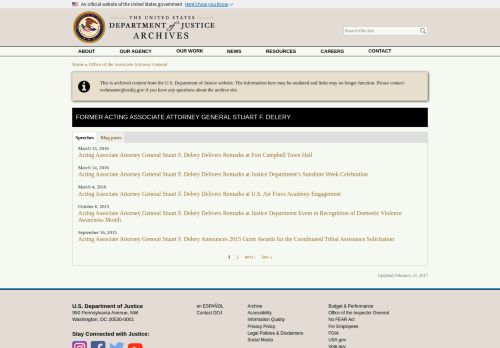 An official website of the United States government Here's how you know
THE UNITED STATES
DEPARTMENT of JUSTICE
ARCHIVES
Search this site
ABOUT
OUR AGENCY
OUR WORK
NEWS
RESOURCES
CAREERS
CONTACT
Home » Office of the Associate Attorney General
This is archived content from the U.S. Department of Justice website. The information here may be outdated and links may no longer function. Please contact
webmaster@usdoj.gov if you have any questions about the archive site.
FORMER ACTING ASSOCIATE ATTORNEY GENERAL STUART F. DELERY
Speeches
Blog posts
March 15, 2016
Acting Associate Attorney General Stuart F. Delery Delivers Remarks at Fort Campbell Town Hall
March 14, 2016
Acting Associate Attorney General Stuart F. Delery Delivers Remarks at Justice Department's Sunshine Week Celebration
March 4, 2016
Acting Associate Attorney General Stuart F. Delery Delivers Remarks at U.S. Air Force Academy Engagement
October 6, 2015
Acting Associate Attorney General Stuart F. Delery Delivers Remarks at Justice Department Event in Recognition of Domestic Violence
Awareness Month
September 16, 2015
Acting Associate Attorney General Stuart F. Delery Announces 2015 Grant Awards for the Coordinated Tribal Assistance Solicitation
1 2 next › last »
Updated February 23, 2017
U.S. Department of Justice
950 Pennsylvania Avenue, NW
Washington, DC 20530-0001
Stay Connected with Justice:
en ESPAÑOL
Contact DOJ
Archive
Accessibility
Information Quality
Privacy Policy
Legal Policies & Disclaimers
Social Media
Budget & Performance
Office of the Inspector General
No FEAR Act
For Employees
FOIA
USA.gov
Vote.gov